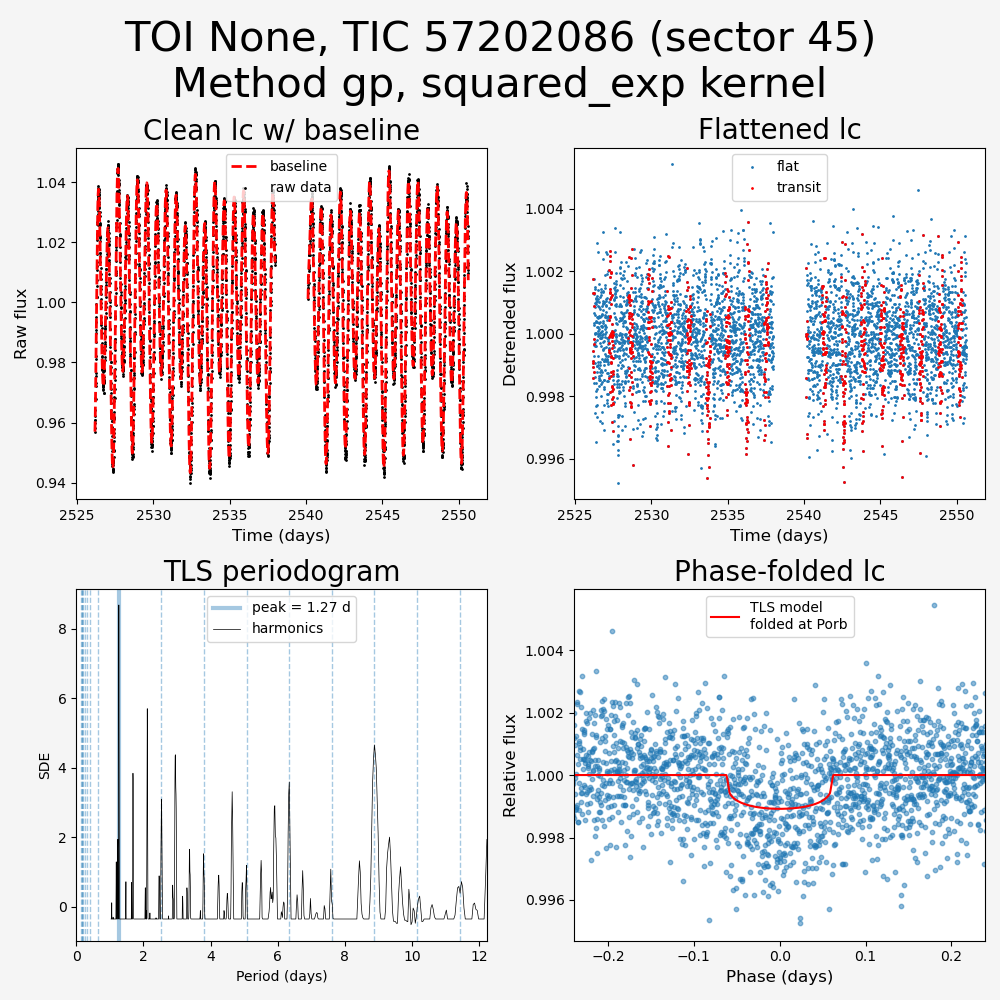 TOI None, TIC 57202086 (sector 45)
Method gp, squared_exp kernel
Clean lc w/ baseline
baseline
raw data
1.04
1.02
1.00
0.98
0.96
0.94
Raw flux
2525
2530
2535
2540
2545
2550
Time (days)
Flattened lc
flat
transit
1.004
1.002
1.000
0.998
0.996
Detrended flux
2525
2530
2535
2540
2545
2550
Time (days)
TLS periodogram
peak = 1.27 d
harmonics
8
6
4
2
0
SDE
0
2
4
6
8
10
12
Period (days)
Phase-folded lc
TLS model
folded at Porb
1.004
1.002
1.000
0.998
0.996
Relative flux
−0.2
−0.1
0.0
0.1
0.2
Phase (days)